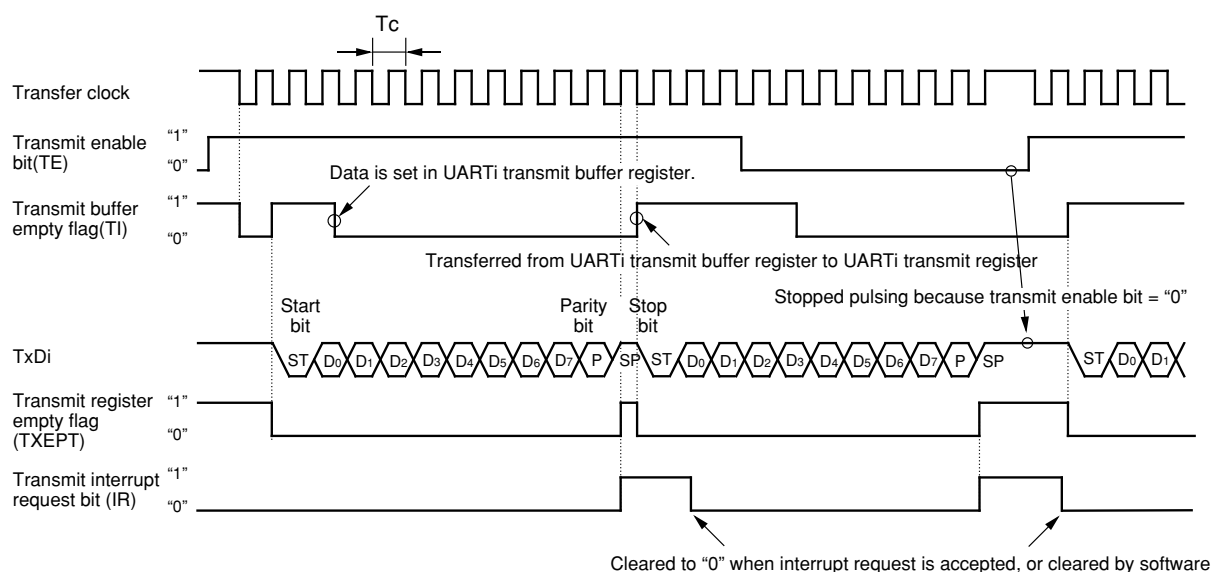 Tc
Transfer clock
Transmit enable
bit(TE)
“1”
“0”
Data is set in UARTi transmit buffer register.
Transmit buffer
empty flag(TI)
“1”
“0”
Transferred from UARTi transmit buffer register to UARTi transmit register
Stopped pulsing because transmit enable bit = “0”
Start
bit
Parity
bit
Stop
bit
TxDi
ST D0 D1 D2 D3 D4 D5 D6 D7 P SP ST D0 D1 D2 D3 D4 D5 D6 D7 P SP ST D0 D1
Transmit register
empty flag
(TXEPT)
“1”
“0”
Transmit interrupt
request bit (IR)
“1”
“0”
Cleared to “0” when interrupt request is accepted, or cleared by software